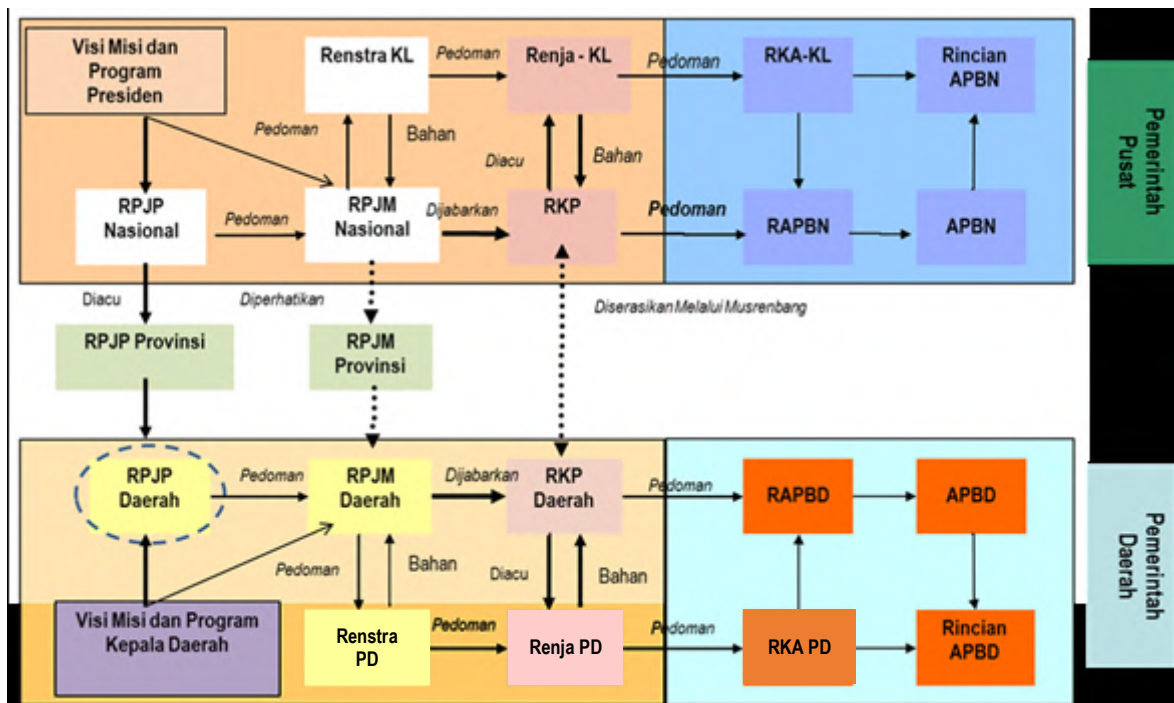 Visi Misi dan
Program
Presiden
Renstra KL
Pedoman
Renja - KL
Pedoman
RKA-KL
Rincian
APBN
Pemerintah
Pusat
Pedoman
Bahan
Diacu
Bahan
RPJP
Nasional
Pedoman
RPJM
Nasional
Dijabarkan
RKP
Pedoman
RAPBN
APBN
Diacu
Diperhatikan
Diserasikan Melalui Musrenbang
RPJP Provinsi
RPJM
Provinsi
RPJP
Daerah
Pedoman
RPJM
Daerah
Dijabarkan
RKP
Daerah
Pedoman
RAPBD
APBD
Pemerintah
Daerah
Pedoman
Bahan
Diacu
Bahan
Visi Misi dan Program
Kepala Daerah
Renstra
PD
Pedoman
Renja PD
Pedoman
RKA PD
Rincian
APBD